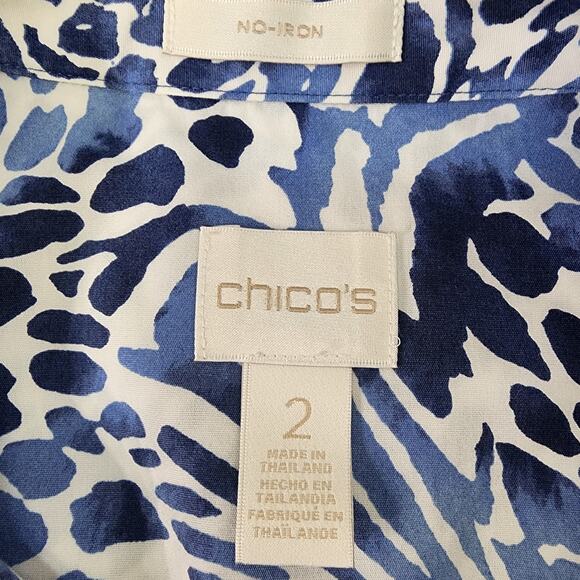 NO-IRON
chico's
2
MADE IN
THAILAND
HECHO EN
TAILANDIA
FABRIQUÉ EN
THAÏLANDE